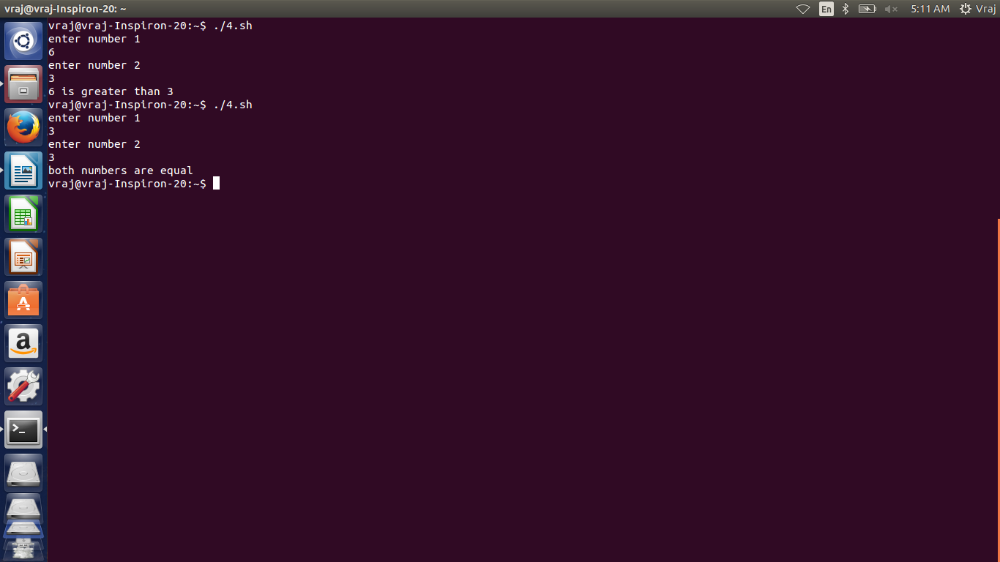 vraj@vraj-Inspiron-20: ~
En
5:11 AM
Vraj
vraj@vraj-Inspiron-20:~$ ./4.sh
enter number 1
6
enter number 2
3
6 is greater than 3
vraj@vraj-Inspiron-20:~$ ./4.sh
enter number 1
3
enter number 2
3
both numbers are equal
vraj@vraj-Inspiron-20:~$
A
a
>_